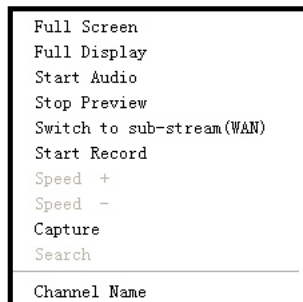 Full Screen
Full Display
Start Audio
Stop Preview
Switch to sub-stream(WAN)
Start Record
Speed +
Speed -
Capture
Search
Channel Name